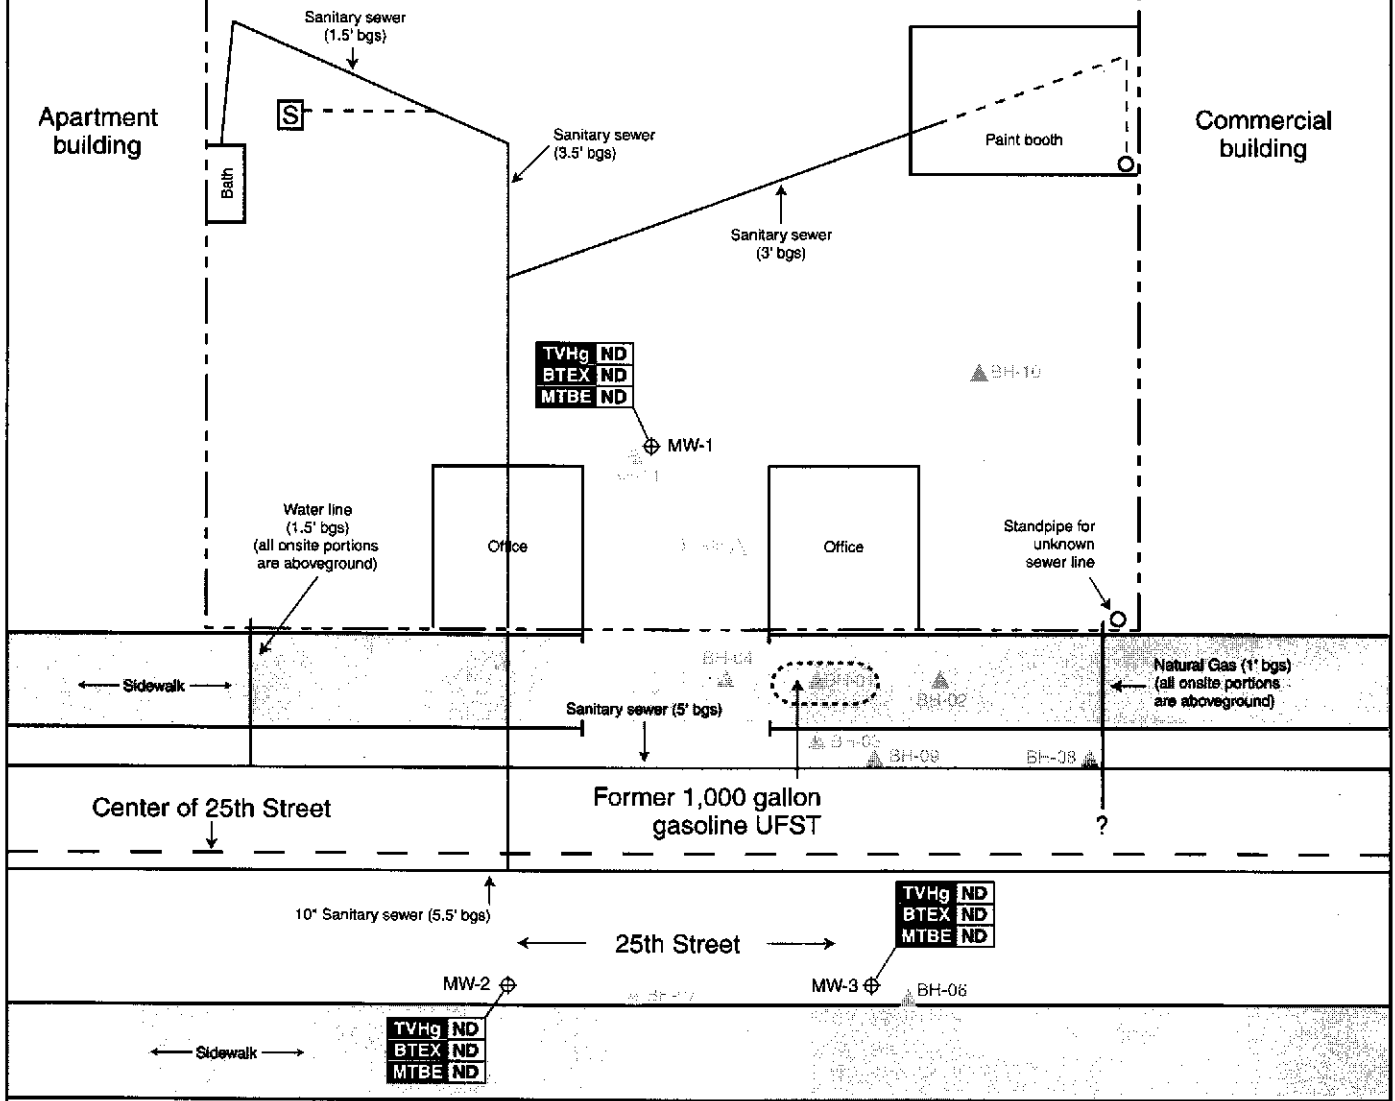 Sanitary sewer
(1.5' bgs)
Apartment
building
S
Bath
Sanitary sewer
(3.5' bgs)
Paint booth
Commercial
building
Sanitary sewer
(3' bgs)
TVHg ND
BTEX ND
MTBE ND
BH-10
MW-1
Water line
(1.5' bgs)
(all onsite portions
are aboveground)
Office
Office
Standpipe for
unknown
sewer line
BH-04
Sidewalk
BH-02
Natural Gas (1' bgs)
(all onsite portions
are aboveground)
Sanitary sewer (5' bgs)
BH-09
BH-08
Center of 25th Street
Former 1,000 gallon
gasoline UFST
?
10" Sanitary sewer (5.5' bgs)
25th Street
TVHg ND
BTEX ND
MTBE ND
MW-2
MW-3
BH-06
TVHg ND
BTEX ND
MTBE ND
Sidewalk